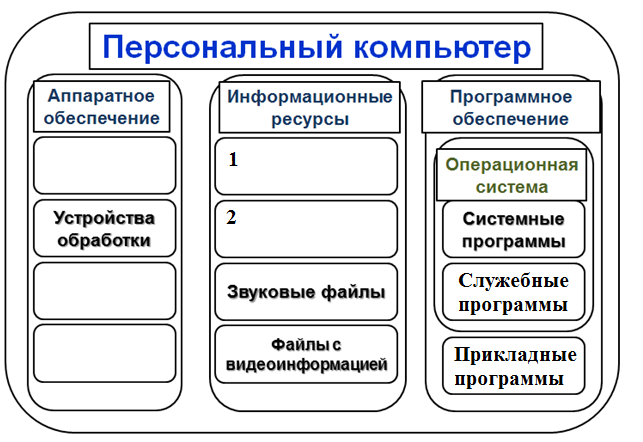 Персональный компьютер
Аппаратное
обеспечение
Устройства
обработки
Информационные
ресурсы
1
2
Звуковые файлы
Файлы с
видеоинформацией
Программное
обеспечение
Операционная
система
Системные
программы
Служебные
программы
Прикладные
программы